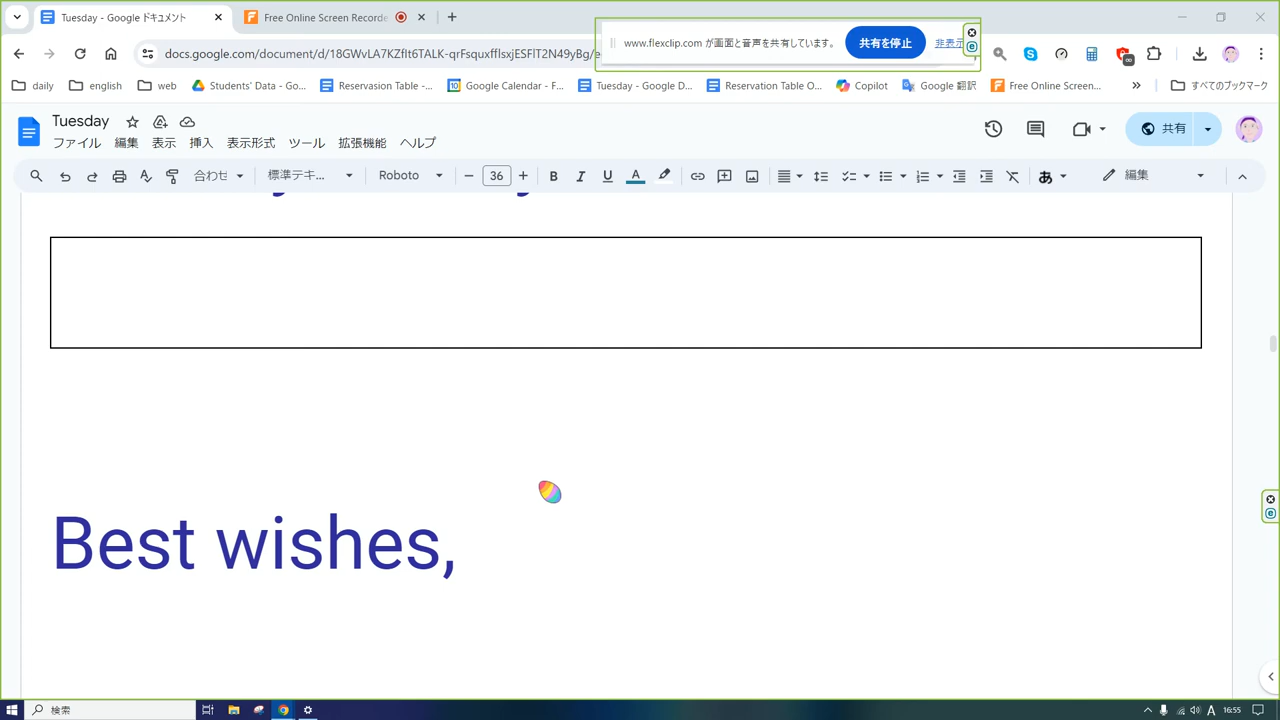 Tuesday - Google ドキュメント
Free Online Screen Recorde
www.flexclip.com が画面と音声を共有しています。
共有を停止
非表示
docs.google.com/document/d/18GWvLA7KZflt6TALK-grFsquxfflsxiESFlT2N49yBg/e
daily
english
web
Students' Data - Go...
Reservasion Table -...
Google Calendar - F...
Tuesday - Google D...
Reservation Table O...
Copilot
Google 翻訳
Free Online Screen...
»
すべてのブックマーク
Tuesday
ファイル 編集 表示 挿入 表示形式 ツール 拡張機能 ヘルプ
共有
合わせ
標準テキ...
Roboto
36
B I U A
あ
編集
Best wishes,
検索
A
16:55